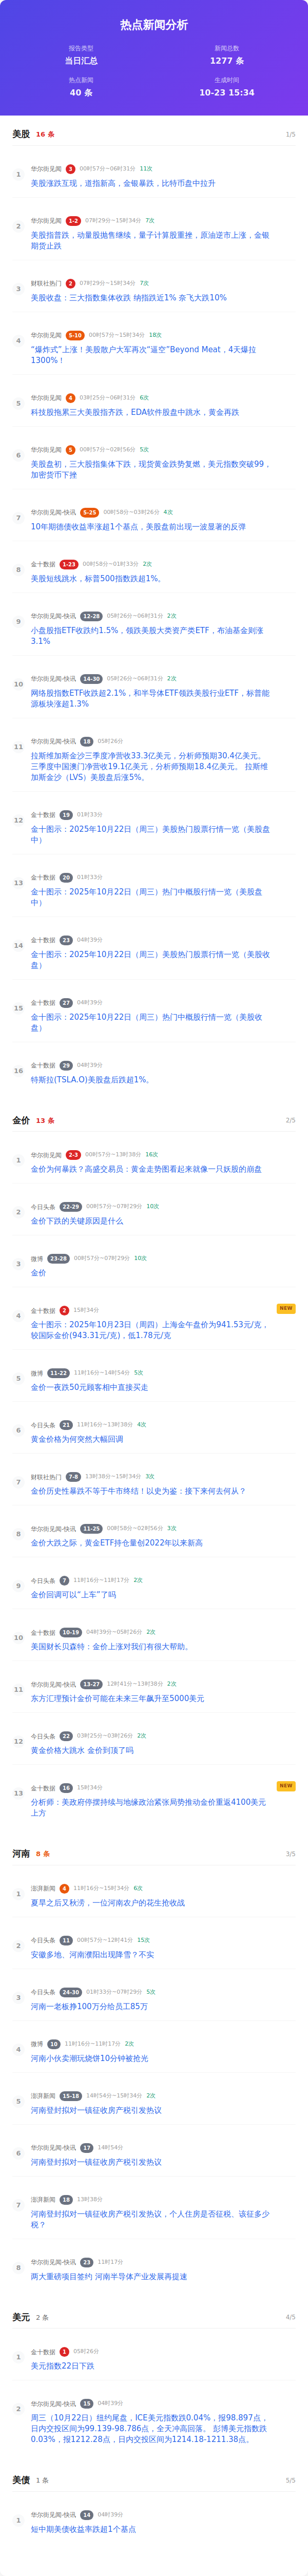 热点新闻分析
报告类型
当日汇总
新闻总数
1277 条
热点新闻
40 条
生成时间
10-23 15:34
美股 16 条 1/5
1
华尔街见闻 3 00时57分~06时31分 11次
美股涨跌互现，道指新高，金银暴跌，比特币盘中拉升
2
华尔街见闻 1-2 07时29分~15时34分 7次
美股指普跌，动量股抛售继续，量子计算股重挫，原油逆市上涨，金银
期货止跌
3
财联社热门 2 07时29分~15时34分 7次
美股收盘：三大指数集体收跌 纳指跌近1% 奈飞大跌10%
4
华尔街见闻 5-10 00时57分~15时34分 18次
“爆炸式”上涨！美股散户大军再次“逼空”Beyond Meat，4天爆拉
1300%！
5
华尔街见闻 4 03时25分~06时31分 6次
科技股拖累三大美股指齐跌，EDA软件股盘中跳水，黄金再跌
6
华尔街见闻 5 00时57分~02时56分 5次
美股盘初，三大股指集体下跌，现货黄金跌势复燃，美元指数突破99，
加密货币下挫
7
华尔街见闻-快讯 5-25 00时58分~03时26分 4次
10年期德债收益率涨超1个基点，美股盘前出现一波显著的反弹
8
金十数据 1-23 00时58分~01时33分 2次
美股短线跳水，标普500指数跌超1%。
9
华尔街见闻-快讯 12-28 05时26分~06时31分 2次
小盘股指ETF收跌约1.5%，领跌美股大类资产类ETF，布油基金则涨
3.1%
10
华尔街见闻-快讯 14-30 05时26分~06时31分 2次
网络股指数ETF收跌超2.1%，和半导体ETF领跌美股行业ETF，标普能
源板块涨超1.3%
11
华尔街见闻-快讯 18 05时26分
拉斯维加斯金沙三季度净营收33.3亿美元，分析师预期30.4亿美元。
三季度中国澳门净营收19.1亿美元，分析师预期18.4亿美元。 拉斯维
加斯金沙（LVS）美股盘后涨5%。
12
金十数据 19 01时33分
金十图示：2025年10月22日（周三）美股热门股票行情一览（美股盘
中）
13
金十数据 20 01时33分
金十图示：2025年10月22日（周三）热门中概股行情一览（美股盘
中）
14
金十数据 23 04时39分
金十图示：2025年10月22日（周三）美股热门股票行情一览（美股收
盘）
15
金十数据 27 04时39分
金十图示：2025年10月22日（周三）热门中概股行情一览（美股收
盘）
16
金十数据 29 04时39分
特斯拉(TSLA.O)美股盘后跌超1%。
金价 13 条 2/5
1
华尔街见闻 2-3 00时57分~13时38分 16次
金价为何暴跌？高盛交易员：黄金走势图看起来就像一只妖股的崩盘
2
今日头条 22-29 00时57分~07时29分 10次
金价下跌的关键原因是什么
3
微博 23-28 00时57分~07时29分 10次
金价
4
金十数据 2 15时34分 NEW
金十图示：2025年10月23日（周四）上海金午盘价为941.53元/克，
较国际金价(943.31元/克)，低1.78元/克
5
微博 11-22 11时16分~14时54分 5次
金价一夜跌50元顾客相中直接买走
6
今日头条 21 11时16分~13时38分 4次
黄金价格为何突然大幅回调
7
财联社热门 7-8 13时38分~15时34分 3次
金价历史性暴跌不等于牛市终结！以史为鉴：接下来何去何从？
8
华尔街见闻-快讯 11-25 00时58分~02时56分 3次
金价大跌之际，黄金ETF持仓量创2022年以来新高
9
今日头条 7 11时16分~11时17分 2次
金价回调可以“上车”了吗
10
金十数据 10-19 04时39分~05时26分 2次
美国财长贝森特：金价上涨对我们有很大帮助。
11
华尔街见闻-快讯 13-27 12时41分~13时38分 2次
东方汇理预计金价可能在未来三年飙升至5000美元
12
今日头条 22 03时25分~03时26分 2次
黄金价格大跳水 金价到顶了吗
13
金十数据 16 15时34分 NEW
分析师：美政府停摆持续与地缘政治紧张局势推动金价重返4100美元
上方
河南 8 条 3/5
1
澎湃新闻 4 11时16分~15时34分 6次
夏旱之后又秋涝，一位河南农户的花生抢收战
2
今日头条 11 00时57分~12时41分 15次
安徽多地、河南濮阳出现降雪？不实
3
今日头条 24-30 01时33分~07时29分 5次
河南一老板挣100万分给员工85万
4
微博 10 11时16分~11时17分 2次
河南小伙卖潮玩烧饼10分钟被抢光
5
澎湃新闻 15-18 14时54分~15时34分 2次
河南登封拟对一镇征收房产税引发热议
6
华尔街见闻-快讯 17 14时54分
河南登封拟对一镇征收房产税引发热议
7
澎湃新闻 18 13时38分
河南登封拟对一镇征收房产税引发热议，个人住房是否征税、该征多少
税？
8
华尔街见闻-快讯 23 11时17分
两大重磅项目签约 河南半导体产业发展再提速
美元 2 条 4/5
1
金十数据 1 05时26分
美元指数22日下跌
2
华尔街见闻-快讯 15 04时39分
周三（10月22日）纽约尾盘，ICE美元指数跌0.04%，报98.897点，
日内交投区间为99.139-98.786点，全天冲高回落。 彭博美元指数跌
0.03%，报1212.28点，日内交投区间为1214.18-1211.38点。
美债 1 条 5/5
1
华尔街见闻-快讯 14 04时39分
短中期美债收益率跌超1个基点